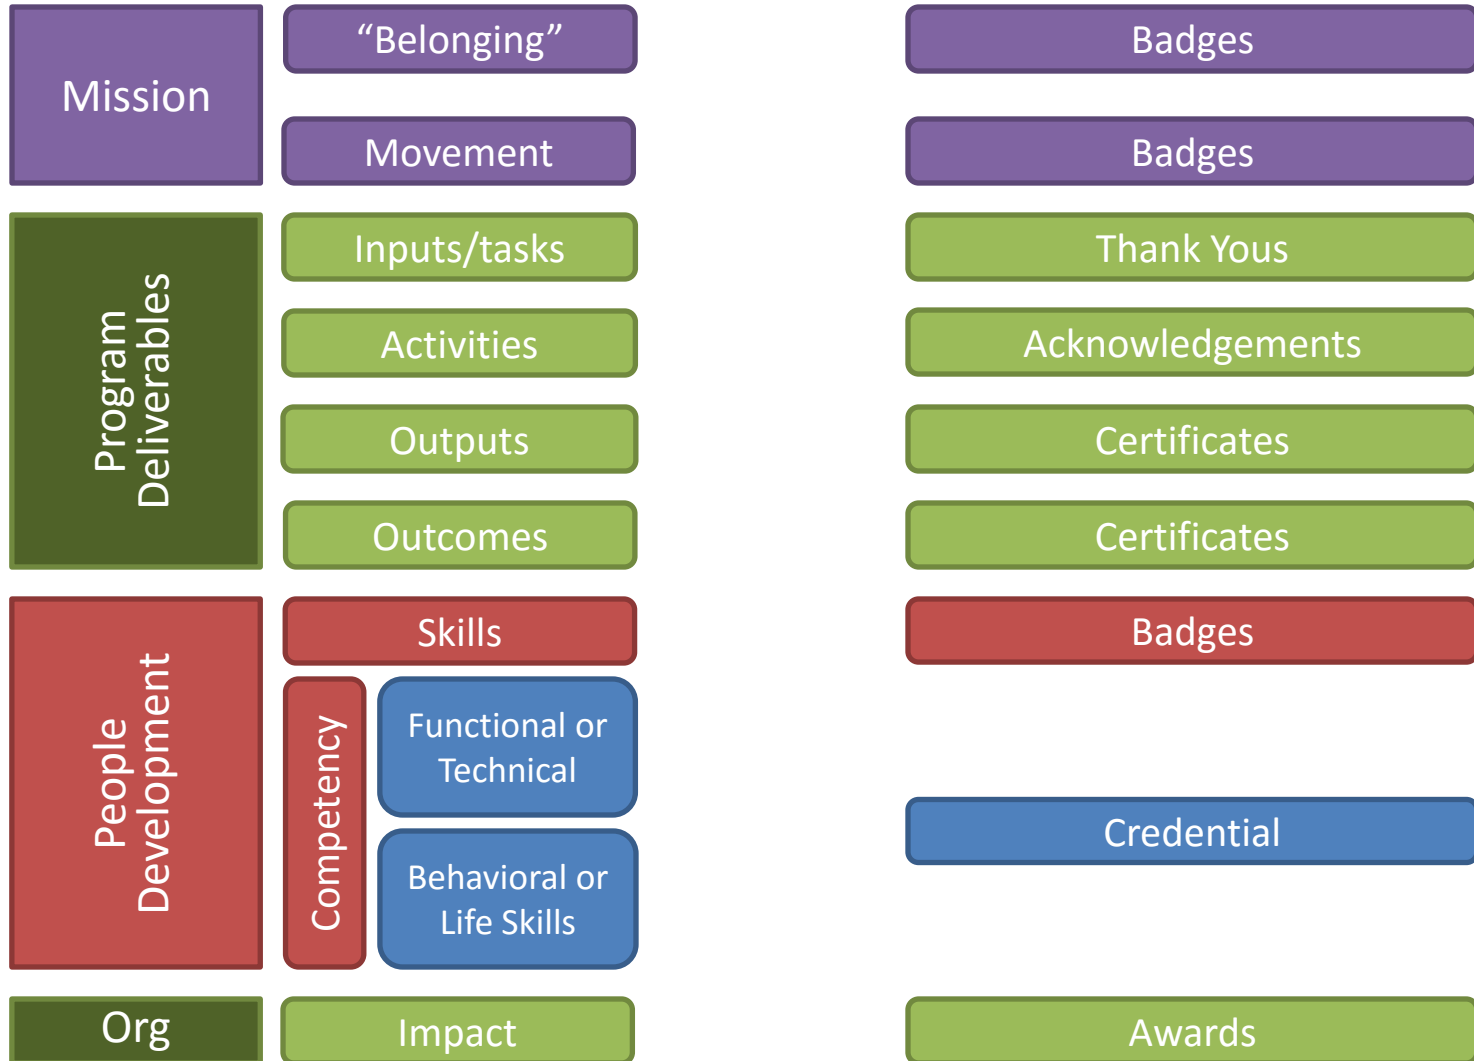 Mission
“Belonging”
Badges
Movement
Badges
Program
Deliverables
Inputs/tasks
Thank Yous
Activities
Acknowledgements
Outputs
Certificates
Outcomes
Certificates
People
Development
Skills
Badges
Competency
Functional or
Technical
Behavioral or
Life Skills
Credential
Org
Impact
Awards